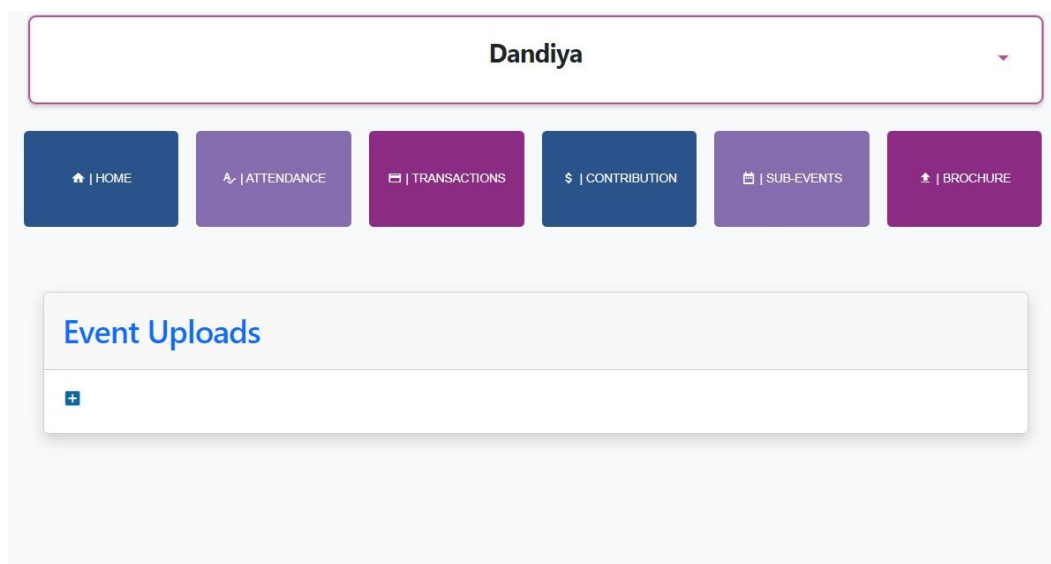 Dandiya
| HOME
| ATTENDANCE
| TRANSACTIONS
$ | CONTRIBUTION
| SUB-EVENTS
| BROCHURE
Event Uploads